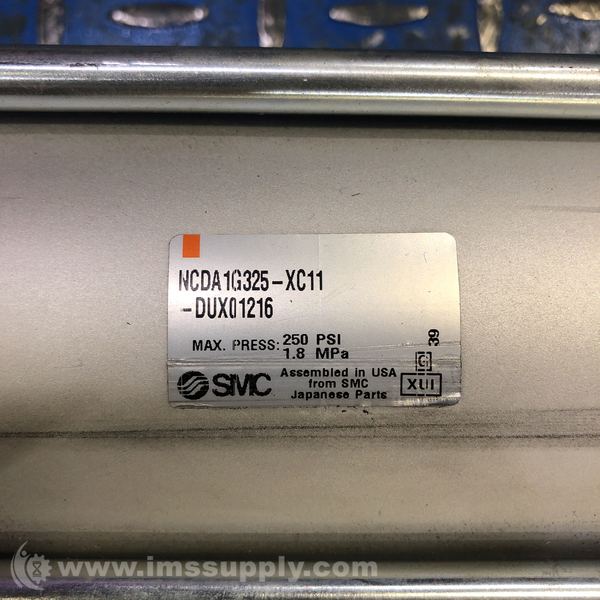 NCDA1G325-XC11
-DUX01216
MAX. PRESS: 250 PSI
1.8 MPa
SMC
Assembled in USA
from SMC
Japanese Parts
39
G
XUI
www.imssupply.com